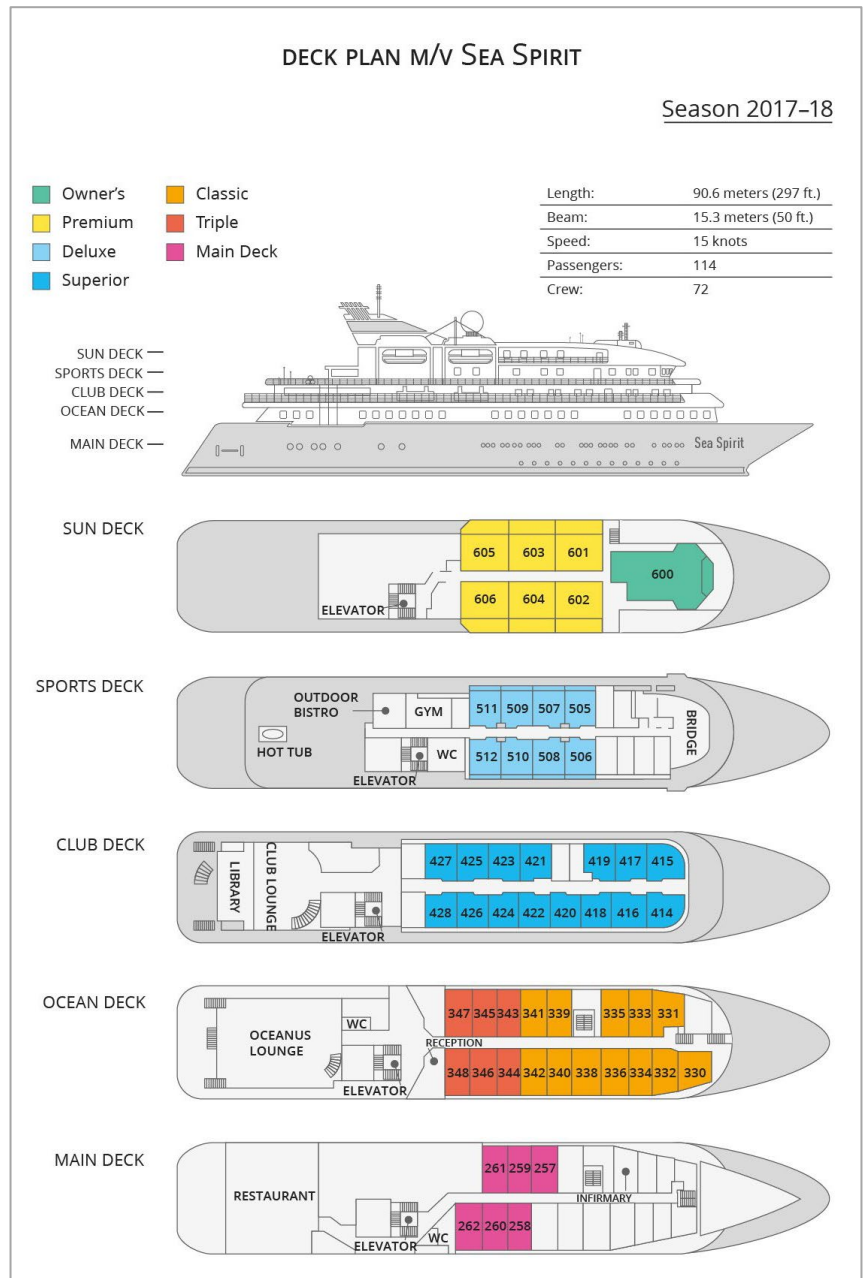 DECK PLAN M/V SEA SPIRIT
Season 2017–18
Owner's
Premium
Deluxe
Superior
Classic
Triple
Main Deck
Length: 90.6 meters (297 ft.)
Beam: 15.3 meters (50 ft.)
Speed: 15 knots
Passengers: 114
Crew: 72
SUN DECK
SPORTS DECK
CLUB DECK
OCEAN DECK
MAIN DECK
Sea Spirit
SUN DECK
605 603 601
600
606 604 602
ELEVATOR
SPORTS DECK
OUTDOOR
BISTRO
GYM
511 509 507 505
BRIDGE
HOT TUB
WC
512 510 508 506
ELEVATOR
CLUB DECK
LIBRARY
CLUB LOUNGE
427 425 423 421 419 417 415
428 426 424 422 420 418 416 414
ELEVATOR
OCEAN DECK
OCEANUS
LOUNGE
WC
347 345 343 341 339 335 333 331
RECEPTION
348 346 344 342 340 338 336 334 332 330
ELEVATOR
MAIN DECK
RESTAURANT
261 259 257
INFIRMARY
262 260 258
WC
ELEVATOR